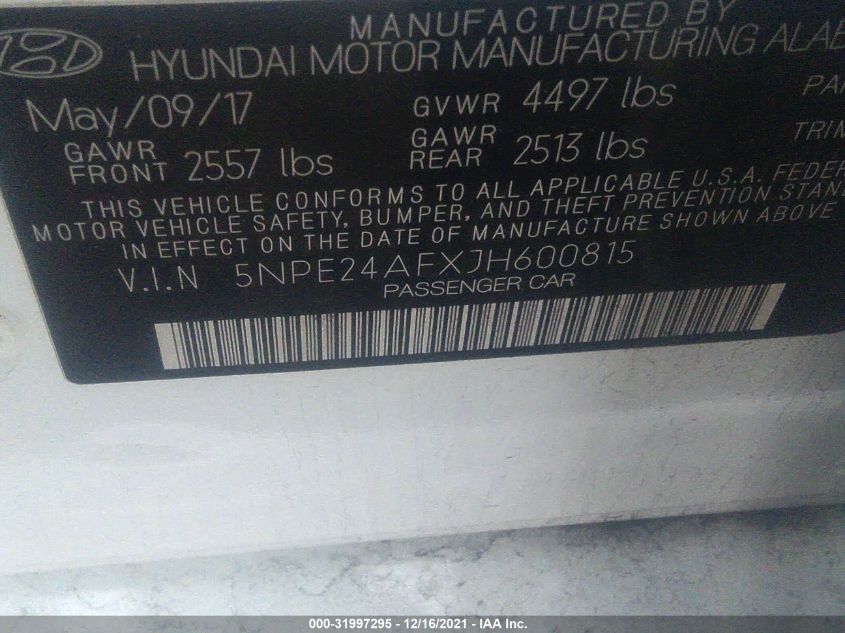 MANUFACTURED BY
HYUNDAI MOTOR MANUFACTURING
May/09/17 GVWR 4497 lbs
GAWR FRONT 2557 lbs GAWR REAR 2513 lbs
THIS VEHICLE CONFORMS TO ALL APPLICABLE U.S.A.
MOTOR VEHICLE SAFETY, BUMPER, AND THEFT PREVENTION
IN EFFECT ON THE DATE OF MANUFACTURE SHOWN ABOVE
V.I.N 5NPE24AFXJH600815
PASSENGER CAR
000-31997295 - 12/16/2021 - IAA Inc.